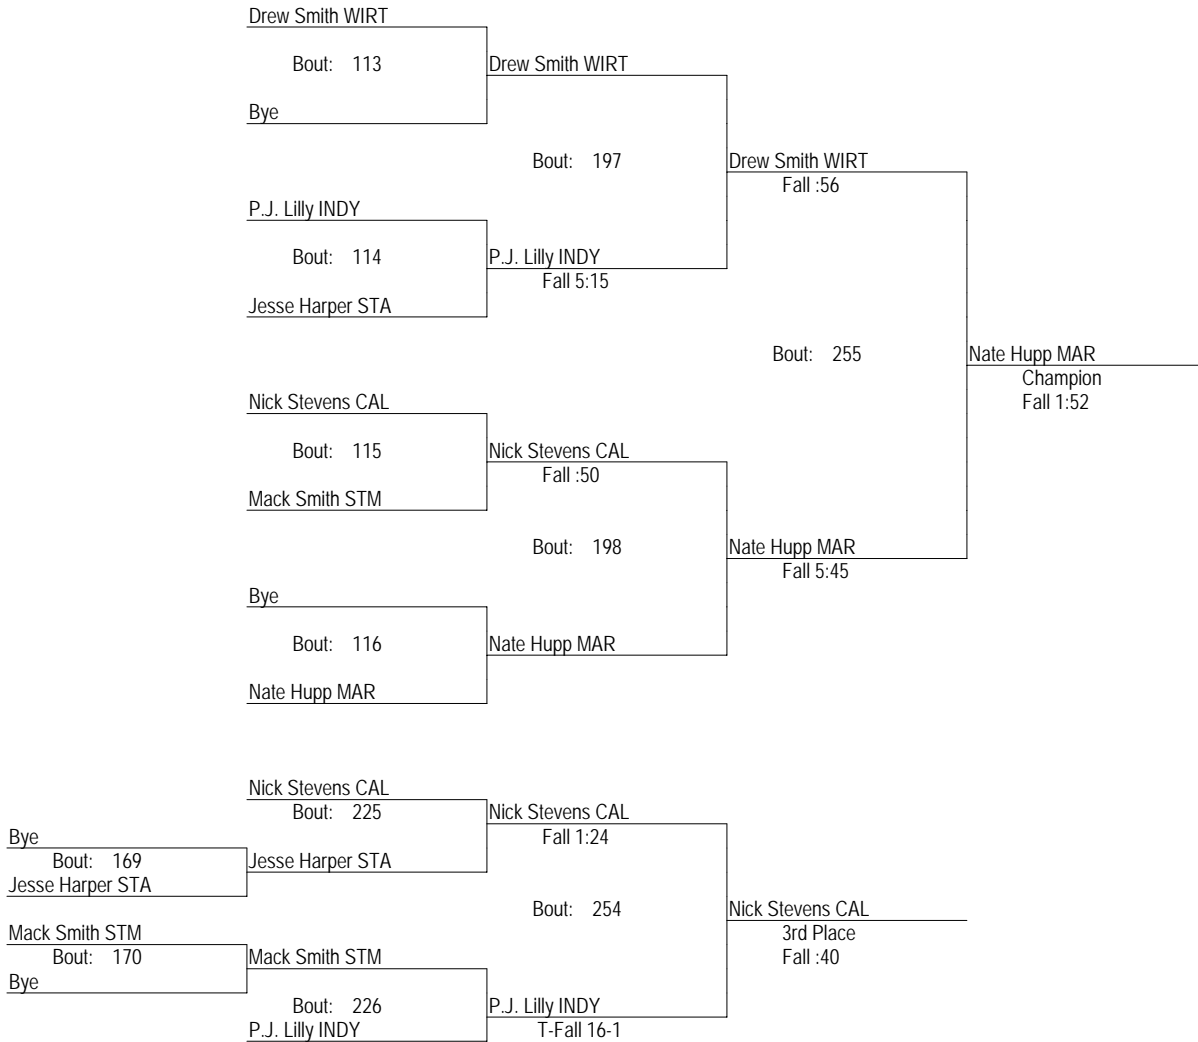 Drew Smith WIRT
Bout: 113
Drew Smith WIRT
Bye
Bout: 197
Drew Smith WIRT
Fall :56
P.J. Lilly INDY
Bout: 114
P.J. Lilly INDY
Fall 5:15
Jesse Harper STA
Bout: 255
Nate Hupp MAR
Champion
Fall 1:52
Nick Stevens CAL
Bout: 115
Nick Stevens CAL
Fall :50
Mack Smith STM
Bout: 198
Nate Hupp MAR
Fall 5:45
Bye
Bout: 116
Nate Hupp MAR
Nate Hupp MAR
Nick Stevens CAL
Bout: 225
Nick Stevens CAL
Fall 1:24
Bye
Bout: 169
Jesse Harper STA
Jesse Harper STA
Bout: 254
Nick Stevens CAL
3rd Place
Fall :40
Mack Smith STM
Bout: 170
Mack Smith STM
Bye
Bout: 226
P.J. Lilly INDY
P.J. Lilly INDY
T-Fall 16-1